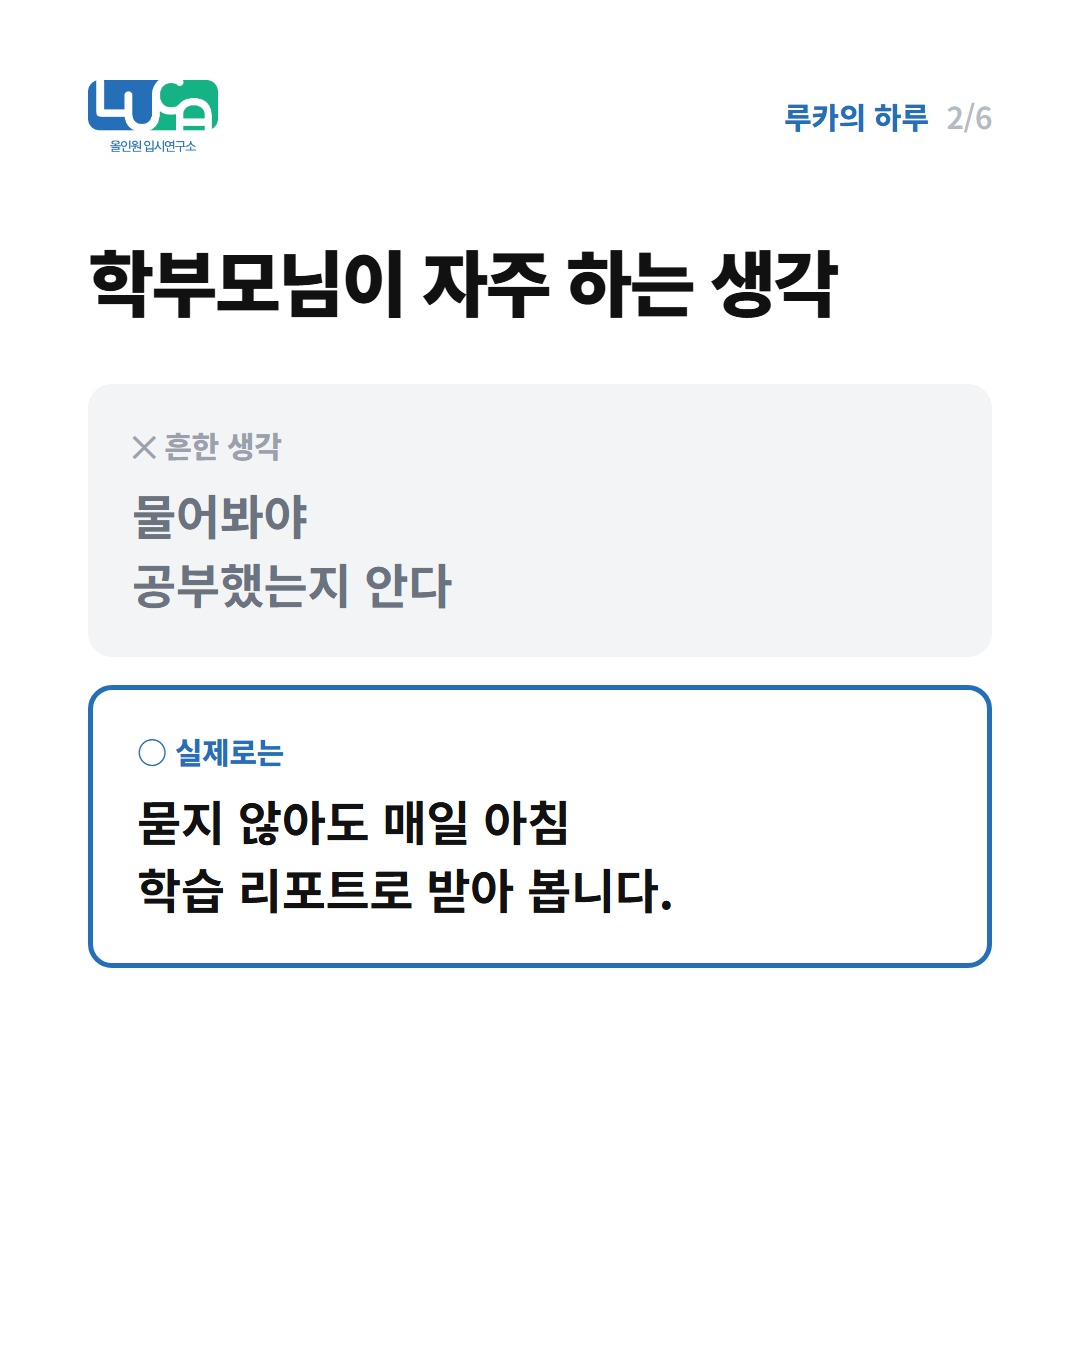 LUCA
올인원 입시연구소
루카의 하루 2/6
학부모님이 자주 하는 생각
✕ 흔한 생각
물어봐야
공부했는지 안다
○ 실제로는
묻지 않아도 매일 아침
학습 리포트로 받아 봅니다.